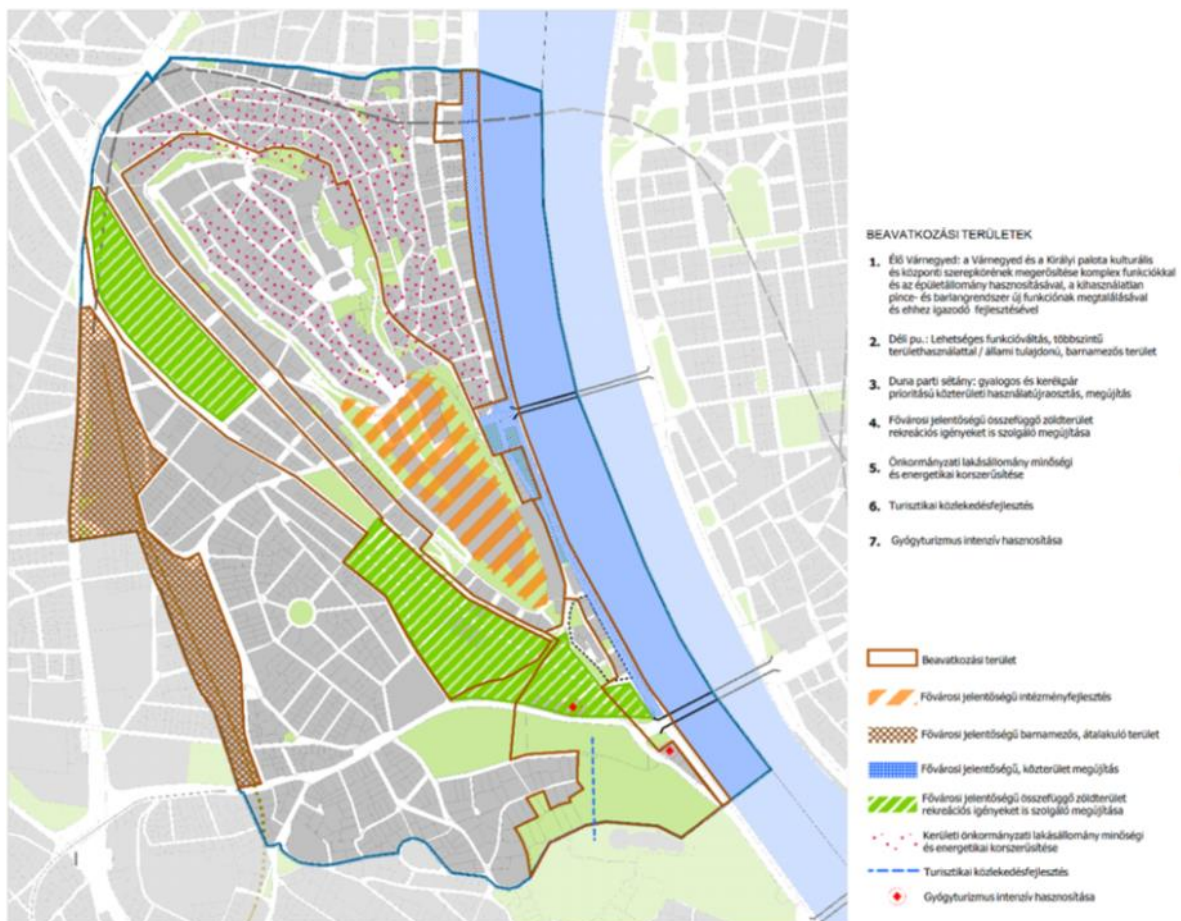 BEAVATKOZÁSI TERÜLETEK
1. Élő Várnegyed: a Várnegyed és a Királyi palota kulturális
és központi szerepkörének megerősítése komplex funkciókkal
és az épületállomány hasznosításával, a kihasználatlan
pince- és barlangrendszer új funkciónak megtalálásával
és ehhez igazodó fejlesztésével
2. Déli pu.: Lehetséges funkcióváltás, többszintű
területhasználattal / állami tulajdonú, barnamezős terület
3. Duna parti sétány: gyalogos és kerékpár
prioritású közterületi használatújraosztás, megújítás
4. Fővárosi jelentőségű összefüggő zöldterület
rekreációs igényeket is szolgáló megújítása
5. Önkormányzati lakásállomány minőségi
és energetikai korszerűsítése
6. Turisztikai közlekedésfejlesztés
7. Gyógyturizmus intenzív hasznosítása
Beavatkozási terület
Fővárosi jelentőségű intézményfejlesztés
Fővárosi jelentőségű barnamezős, átalakuló terület
Fővárosi jelentőségű, közterület megújítás
Fővárosi jelentőségű összefüggő zöldterület
rekreációs igényeket is szolgáló megújítása
Kerületi önkormányzati lakásállomány minőségi
és energetikai korszerűsítése
Turisztikai közlekedésfejlesztés
Gyógyturizmus intenzív hasznosítása